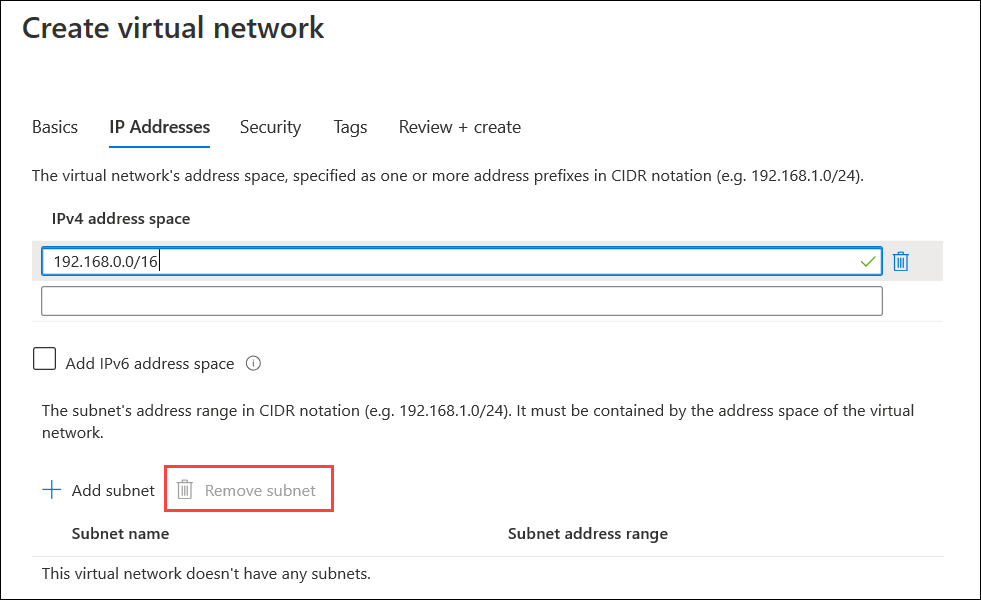 Create virtual network
Basics IP Addresses Security Tags Review + create
The virtual network's address space, specified as one or more address prefixes in CIDR notation (e.g. 192.168.1.0/24).
IPv4 address space
192.168.0.0/16
Add IPv6 address space
The subnet's address range in CIDR notation (e.g. 192.168.1.0/24). It must be contained by the address space of the virtual
network.
Add subnet Remove subnet
Subnet name Subnet address range
This virtual network doesn't have any subnets.